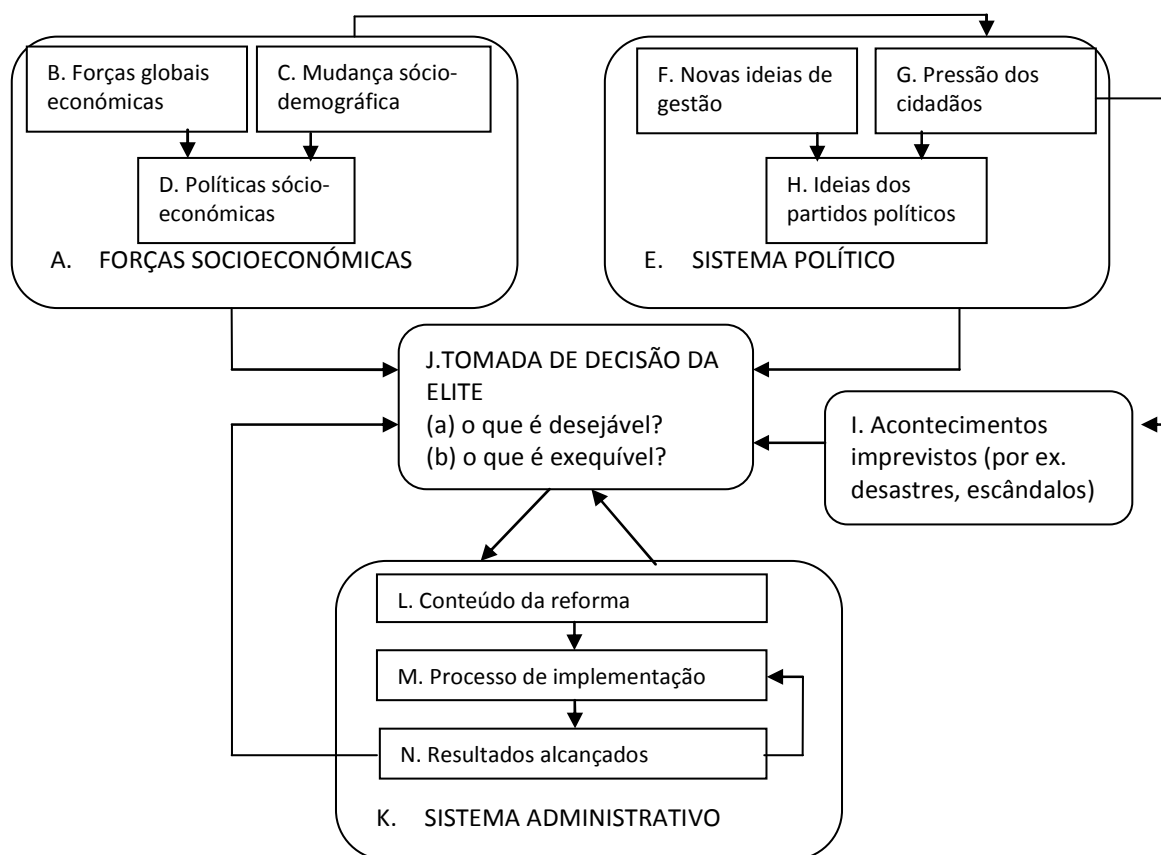 B. Forças globais
económicas
C. Mudança sócio-
demográfica
D. Políticas sócio-
económicas
A. FORÇAS SOCIOECONÓMICAS
F. Novas ideias de
gestão
G. Pressão dos
cidadãos
H. Ideias dos
partidos políticos
E. SISTEMA POLÍTICO
J.TOMADA DE DECISÃO DA
ELITE
(a) o que é desejável?
(b) o que é exequível?
I. Acontecimentos
imprevistos (por ex.
desastres, escândalos)
L. Conteúdo da reforma
M. Processo de implementação
N. Resultados alcançados
K. SISTEMA ADMINISTRATIVO